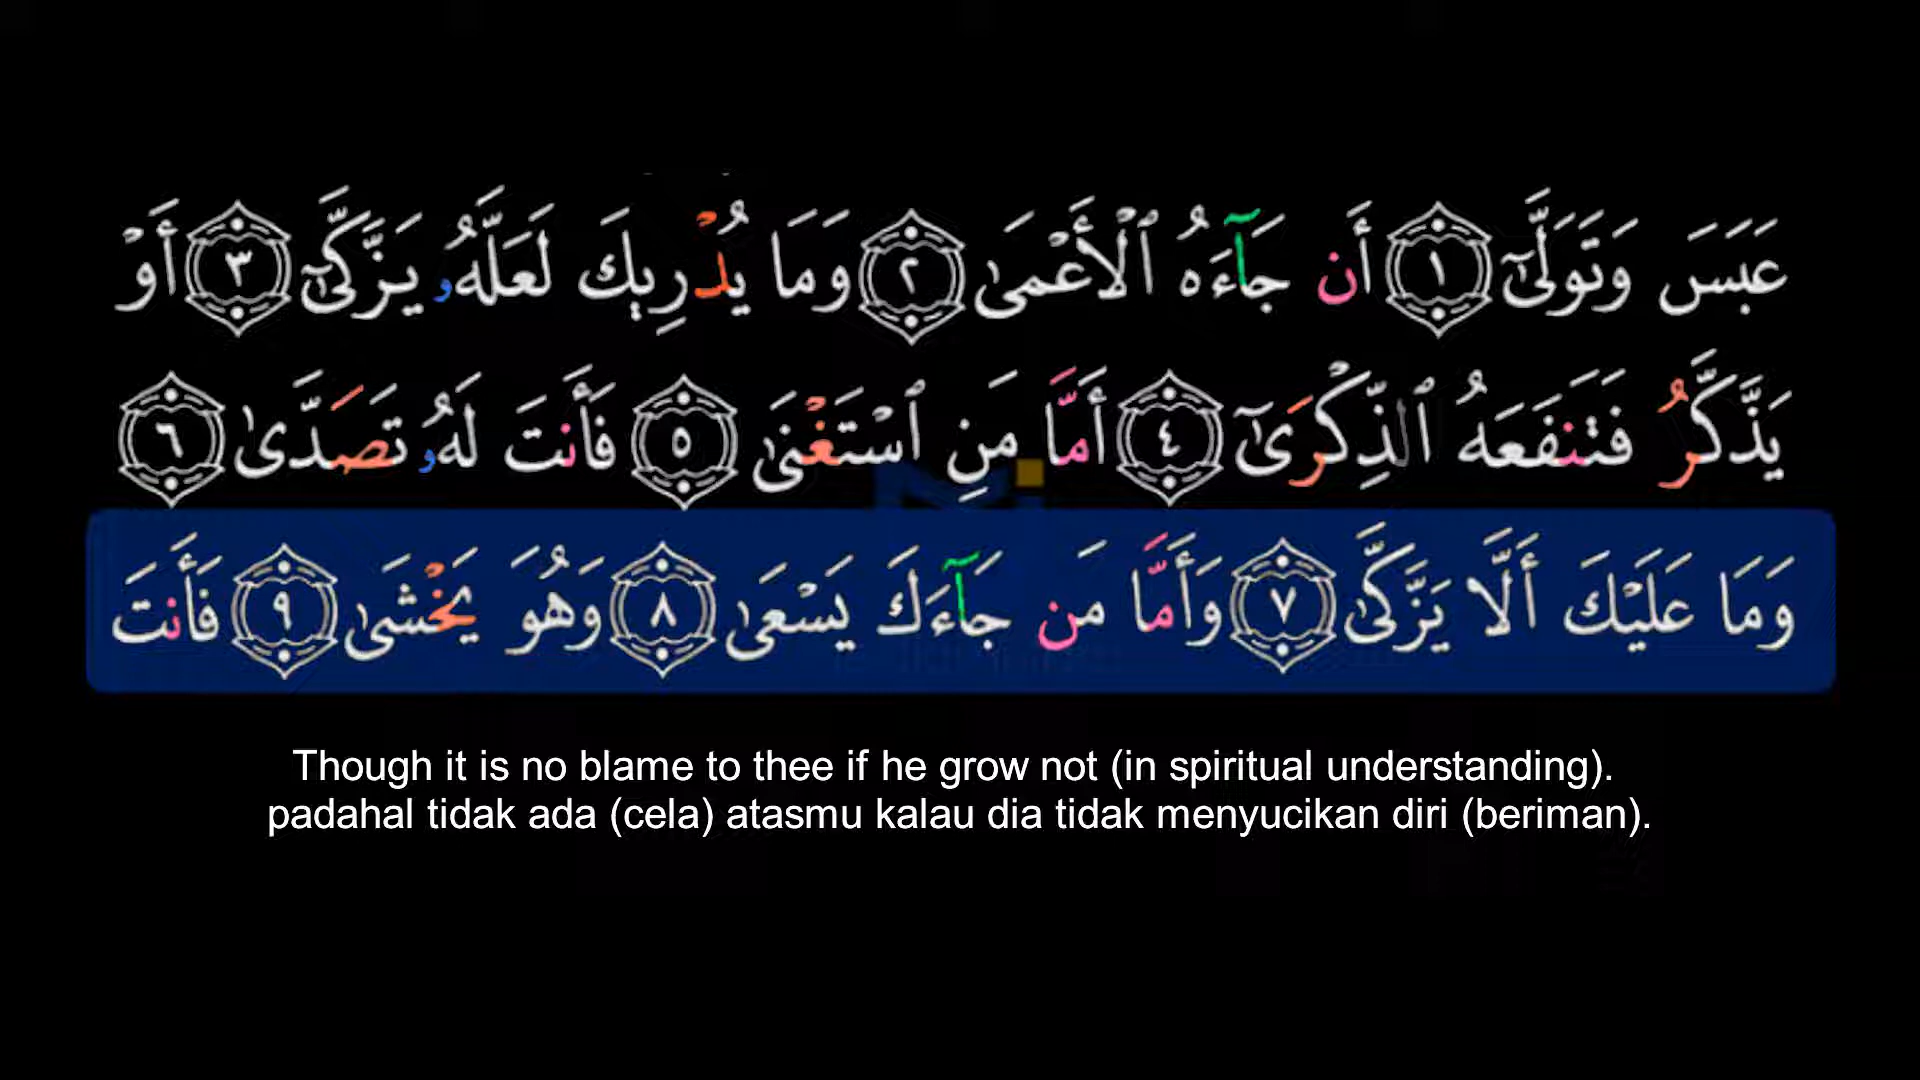 عَبَسَ وَتَوَلَّىٰٓ ١ أَن جَآءَهُ ٱلْأَعْمَىٰ ٢ وَمَا يُدْرِيكَ لَعَلَّهُۥ يَزَّكَّىٰٓ ٣ أَوْ
يَذَّكَّرُ فَتَنفَعَهُ ٱلذِّكْرَىٰٓ ٤ أَمَّا مَنِ ٱسْتَغْنَىٰ ٥ فَأَنتَ لَهُۥ تَصَدَّىٰ ٦
وَمَا عَلَيْكَ أَلَّا يَزَّكَّىٰ ٧ وَأَمَّا مَن جَآءَكَ يَسْعَىٰ ٨ وَهُوَ يَخْشَىٰ ٩ فَأَنتَ
Though it is no blame to thee if he grow not (in spiritual understanding).
padahal tidak ada (cela) atasmu kalau dia tidak menyucikan diri (beriman).